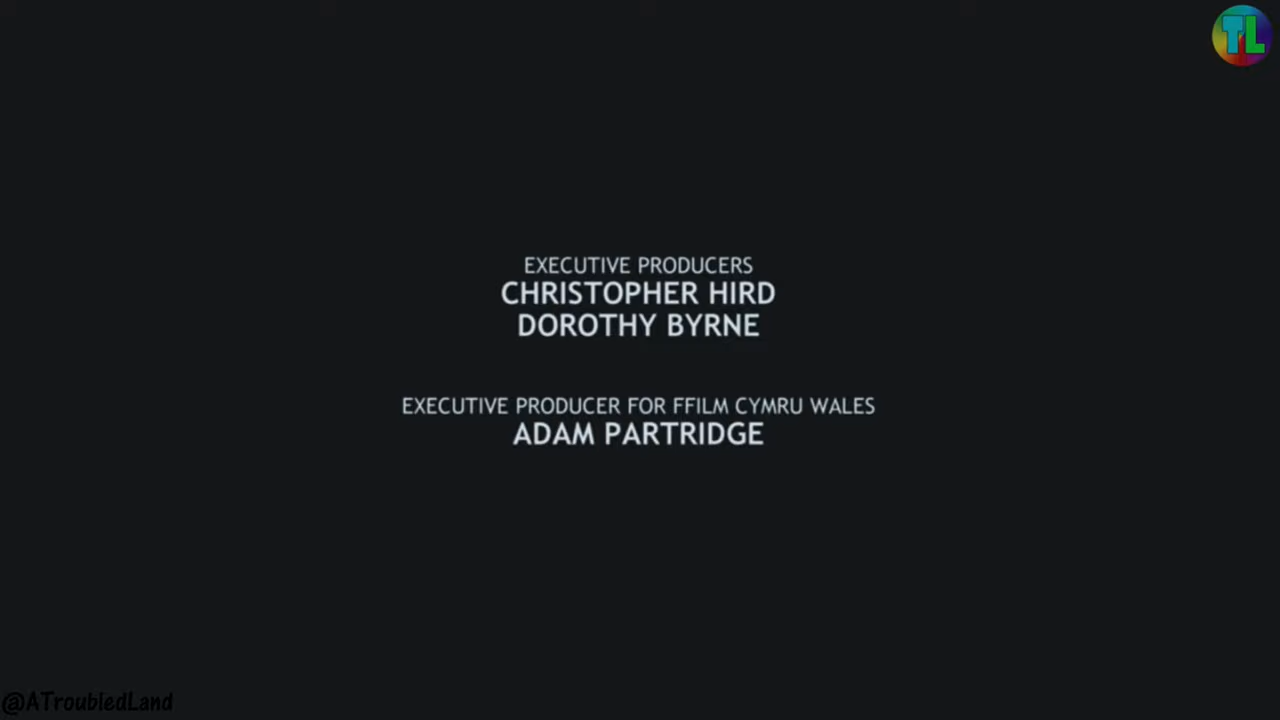 TL
EXECUTIVE PRODUCERS
CHRISTOPHER HIRD
DOROTHY BYRNE
EXECUTIVE PRODUCER FOR FFILM CYMRU WALES
ADAM PARTRIDGE
@ATroubledLand